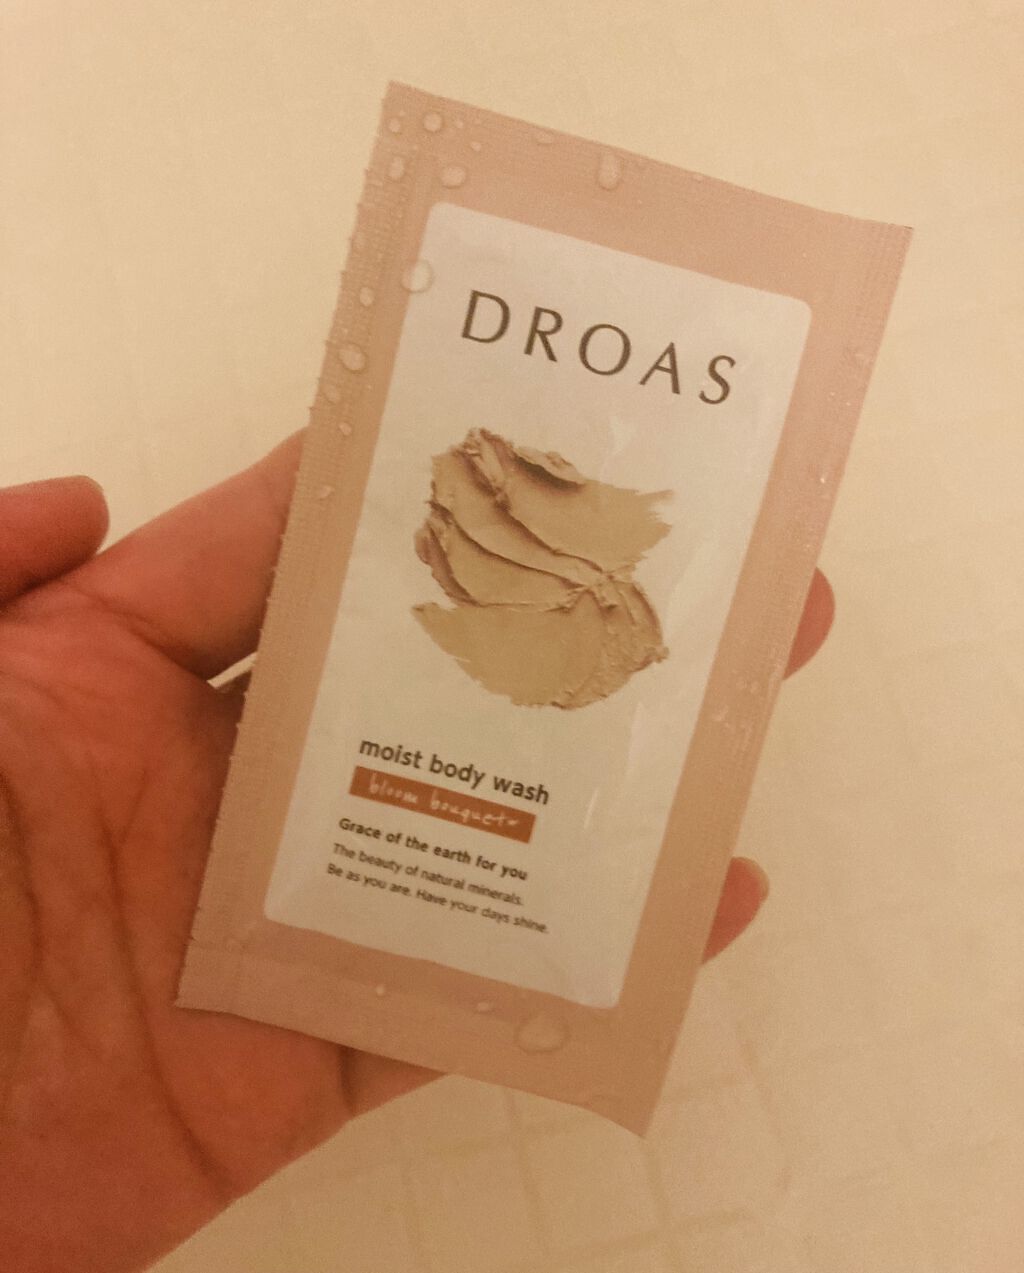 DROAS
moist body wash
bloom bouquet
Grace of the earth for you
The beauty of natural minerals.
Be as you are. Have your days shine.